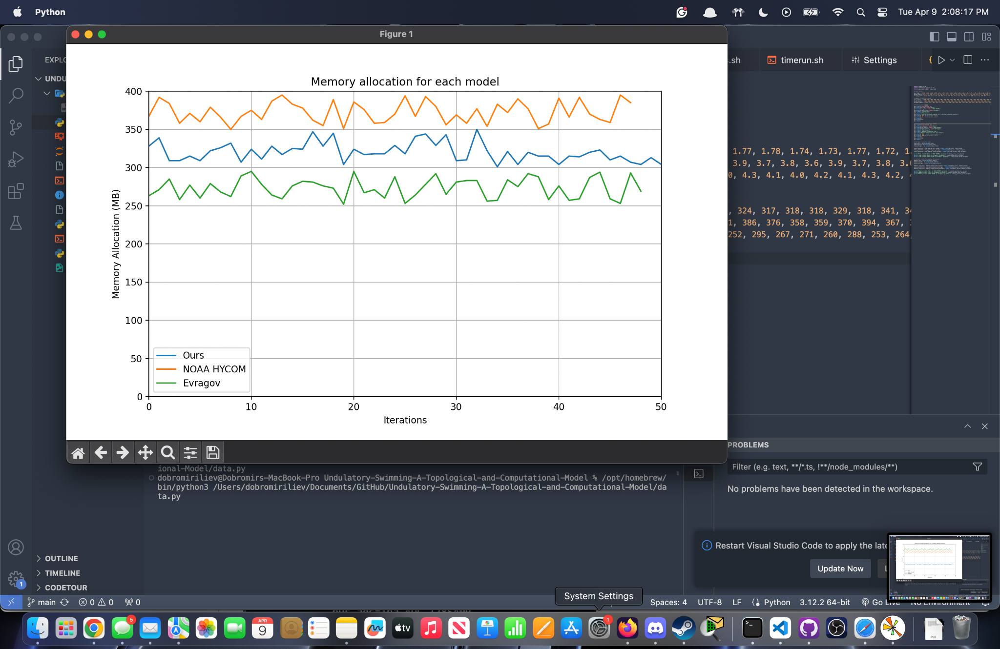 Python
Tue Apr 9 2:08:17 PM
Figure 1
EXPLO
s.sh
timerun.sh
Settings
UNDU
Memory allocation for each model
400
350
300
250
200
150
100
50
0
Memory Allocation (MB)
0 10 20 30 40 50
Iterations
Ours
NOAA HYCOM
Evragov
1.77, 1.78, 1.74, 1.73, 1.77, 1.72, 1.
3.9, 3.7, 3.8, 3.6, 3.9, 3.7, 3.8, 3.
0, 4.3, 4.1, 4.0, 4.2, 4.1, 4.3, 4.2,
, 324, 317, 318, 318, 329, 318, 341, 34
1, 386, 376, 358, 359, 370, 394, 367,
252, 295, 267, 271, 260, 288, 253, 264,
PROBLEMS
Filter (e.g. text, **/*.ts, !**/node_modules/**)
No problems have been detected in the workspace.
ional-Model/data.py
dobromiriliev@Dobromirs-MacBook-Pro Undulatory-Swimming-A-Topological-and-Computational-Model % /opt/homebrew/
bin/python3 /Users/dobromiriliev/Documents/GitHub/Undulatory-Swimming-A-Topological-and-Computational-Model/da
ta.py
Restart Visual Studio Code to apply the late
Update Now
OUTLINE
TIMELINE
CODETOUR
1
System Settings
main
0 0
0
Spaces: 4
UTF-8
LF
Python
3.12.2 64-bit
Go Live
No Environment
5
APR
9
tv
1
PDF